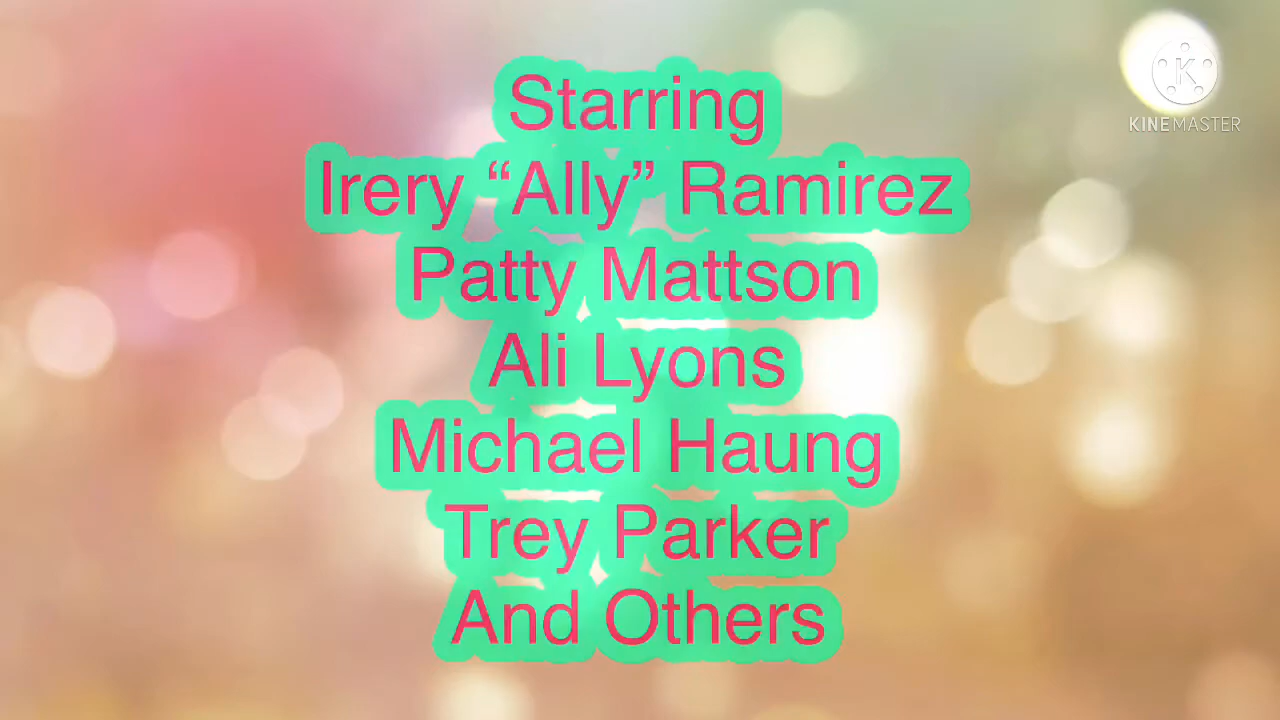 Starring
Irery “Ally” Ramirez
Patty Mattson
Ali Lyons
Michael Haung
Trey Parker
And Others
K
KINEMASTER